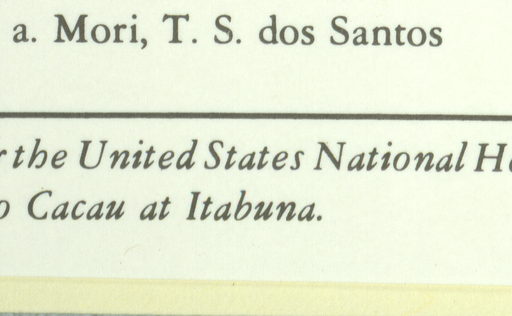 a. Mori, T. S. dos Santos
the United States National
Cacau at Itabuna.